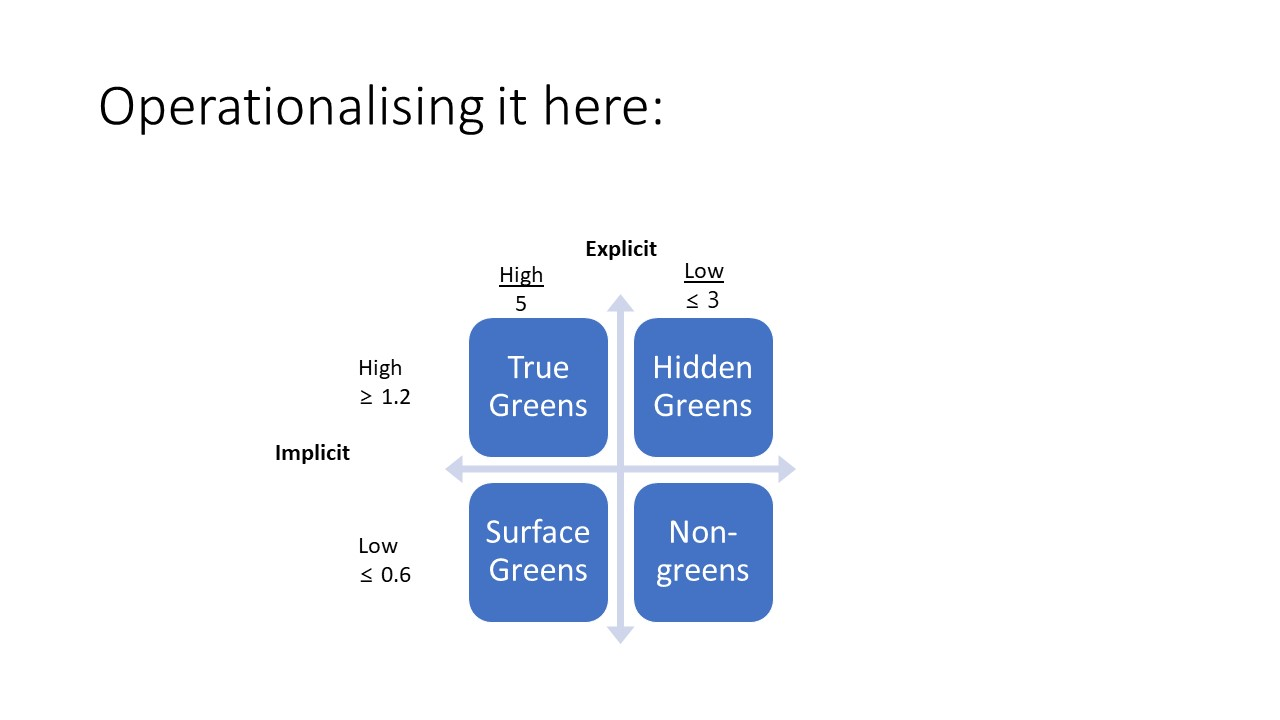 Operationalising it here:
Explicit
High
5
Low
≤ 3
High
≥ 1.2
True
Greens
Hidden
Greens
Implicit
Low
≤ 0.6
Surface
Greens
Non-
greens